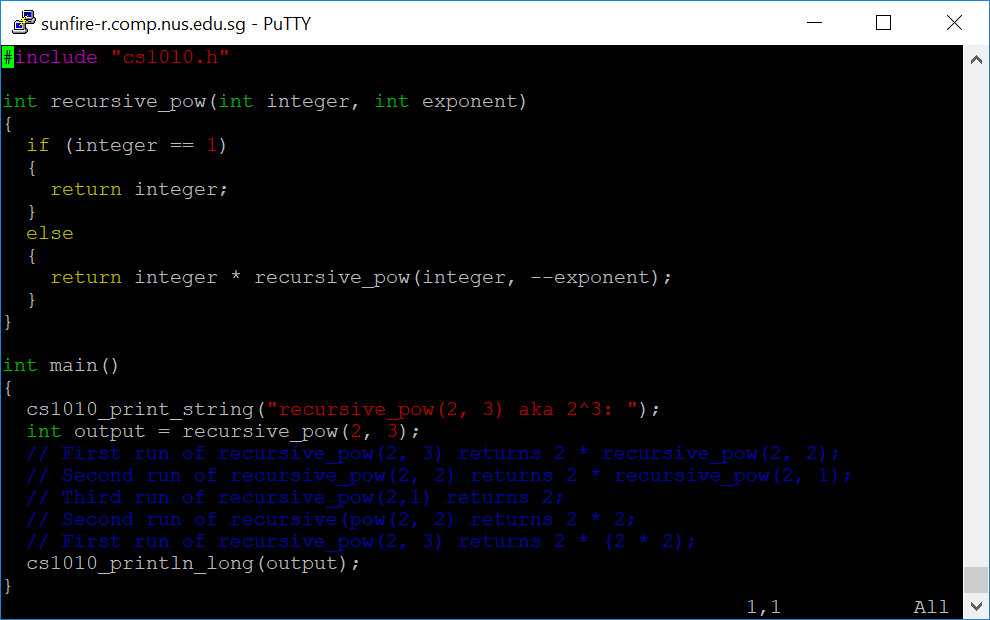 sunfire-r.comp.nus.edu.sg - PuTTY
#include "cs1010.h"
int recursive_pow(int integer, int exponent)
{
  if (integer == 1)
  {
    return integer;
  }
  else
  {
    return integer * recursive_pow(integer, --exponent);
  }
}
int main()
{
  cs1010_print_string("recursive_pow(2, 3) aka 2^3: ");
  int output = recursive_pow(2, 3);
  // First run of recursive_pow(2, 3) returns 2 * recursive_pow(2, 2);
  // Second run of recursive_pow(2, 2) returns 2 * recursive_pow(2, 1);
  // Third run of recursive_pow(2,1) returns 2;
  // Second run of recursive(pow(2, 2) returns 2 * 2;
  // First run of recursive_pow(2, 3) returns 2 * (2 * 2);
  cs1010_println_long(output);
}
1,1 All